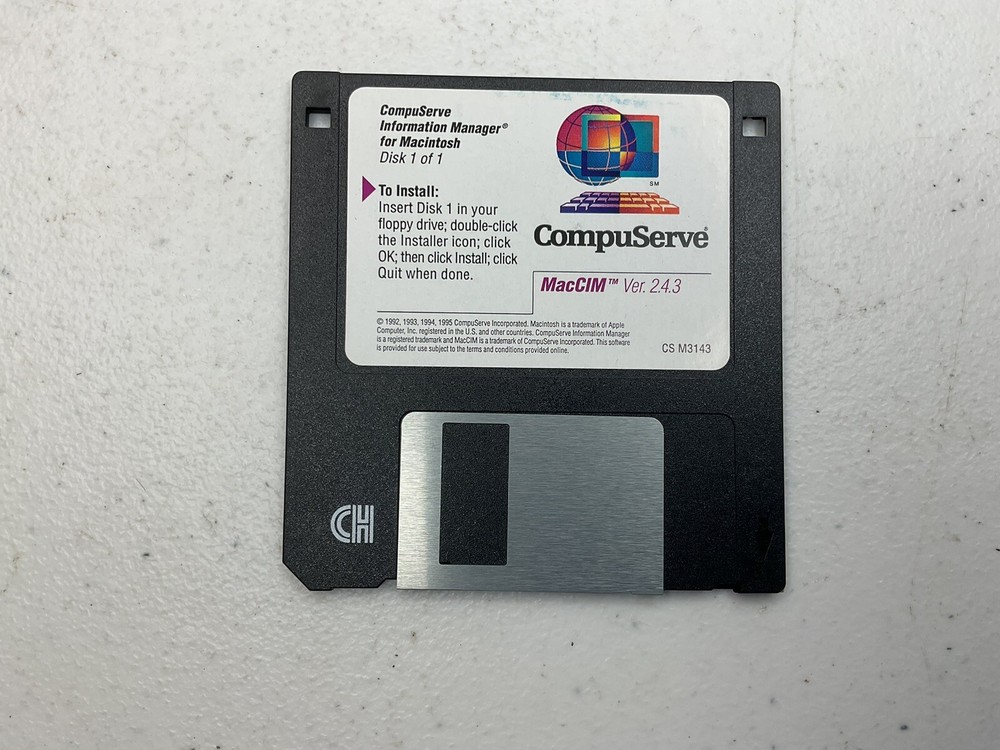 CompuServe
Information Manager®
for Macintosh
Disk 1 of 1
To Install:
Insert Disk 1 in your
floppy drive; double-click
the Installer icon; click
OK; then click Install; click
Quit when done.
SM
CompuServe®
MacCIM™ Ver. 2.4.3
© 1992, 1993, 1994, 1995 CompuServe Incorporated. Macintosh is a trademark of Apple
Computer, Inc. registered in the U.S. and other countries. CompuServe Information Manager
is a registered trademark and MacCIM is a trademark of CompuServe Incorporated. This software
is provided for use subject to the terms and conditions provided online.
CS M3143
CH